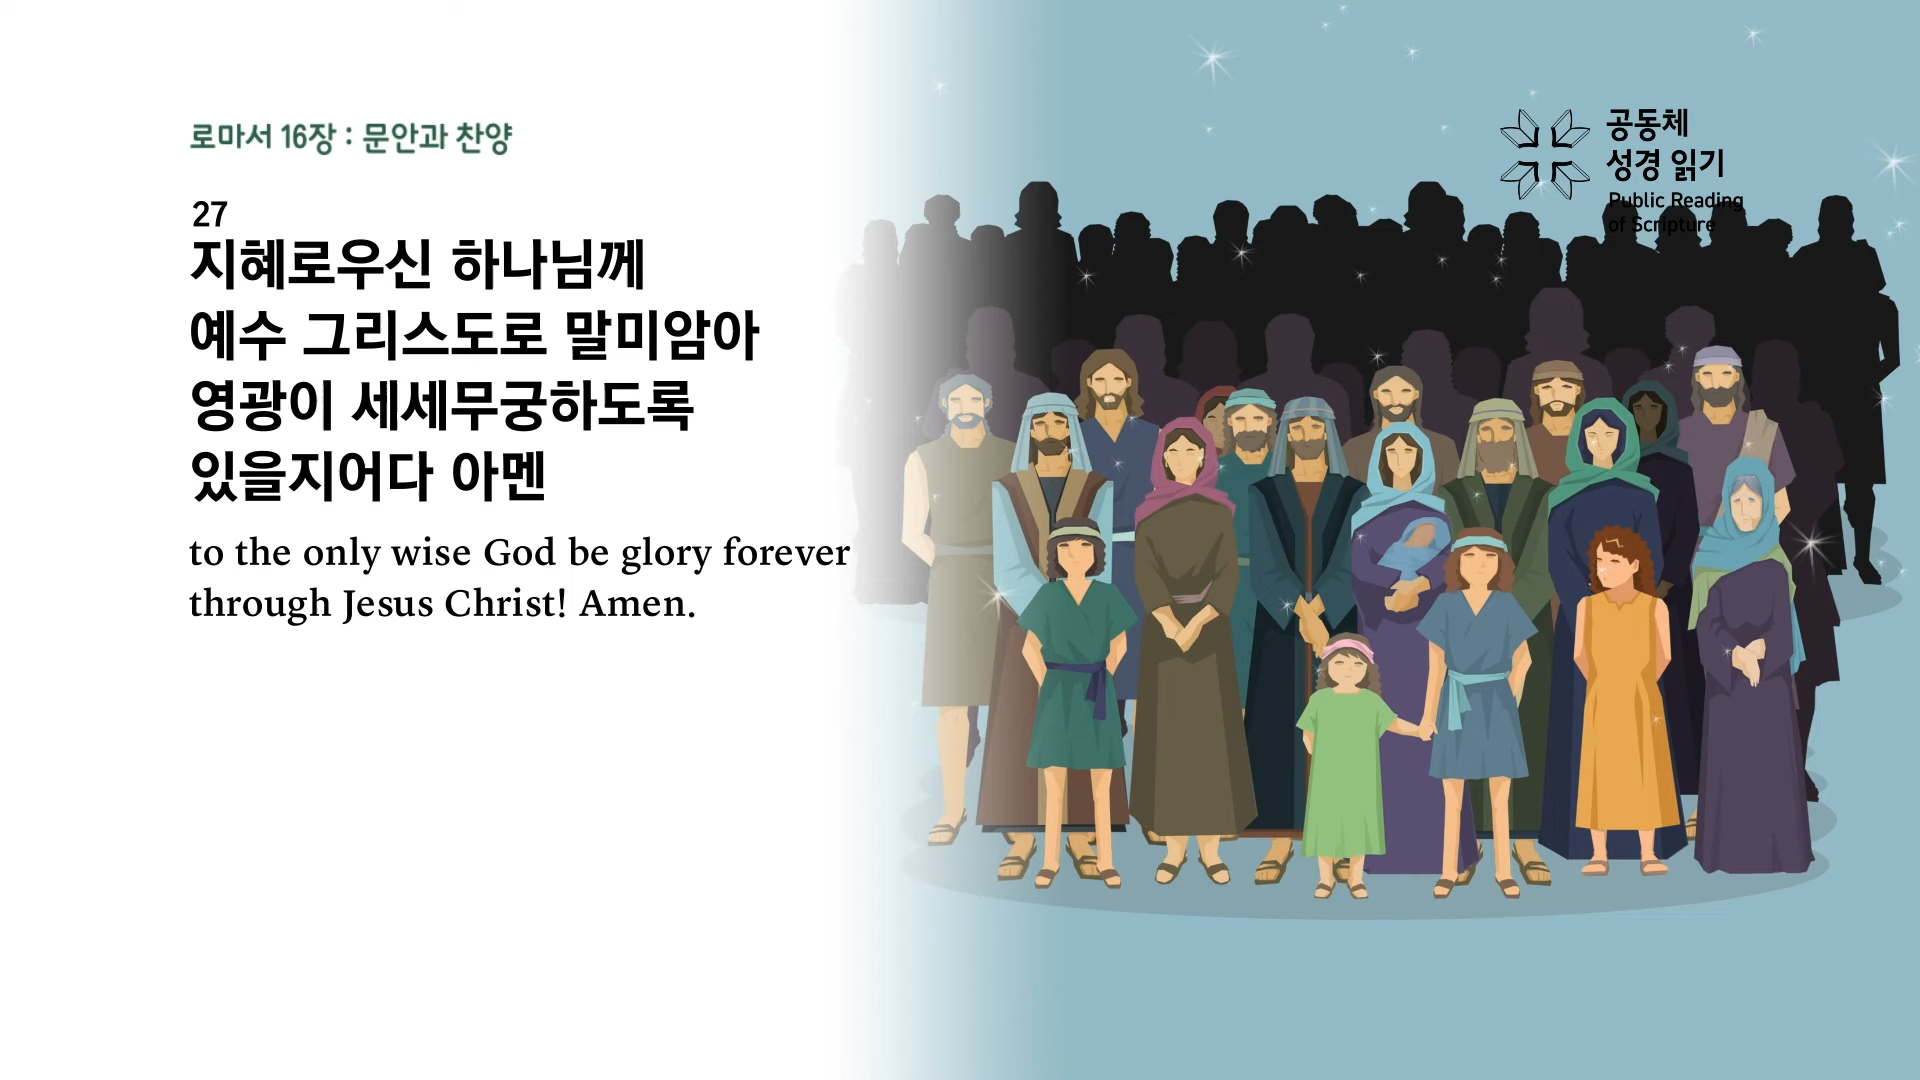 로마서 16장 : 문안과 찬양
27
지혜로우신 하나님께
예수 그리스도로 말미암아
영광이 세세무궁하도록
있을지어다 아멘
to the only wise God be glory forever
through Jesus Christ! Amen.
공동체
성경 읽기
Public Reading
of Scripture